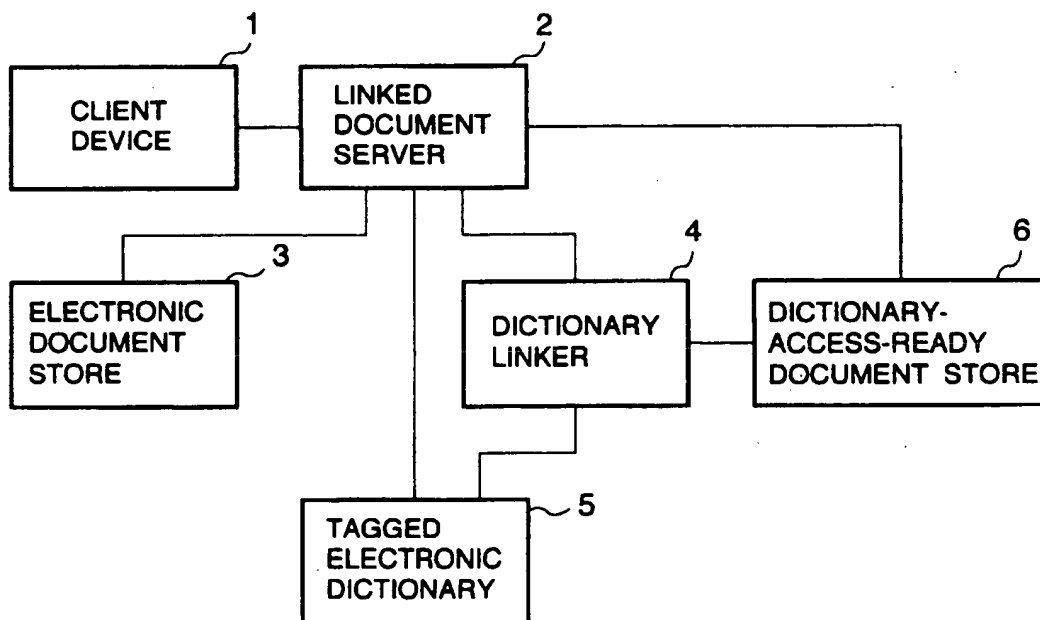 1
CLIENT
DEVICE
2
LINKED
DOCUMENT
SERVER
3
ELECTRONIC
DOCUMENT
STORE
4
DICTIONARY
LINKER
6
DICTIONARY-
ACCESS-READY
DOCUMENT STORE
5
TAGGED
ELECTRONIC
DICTIONARY